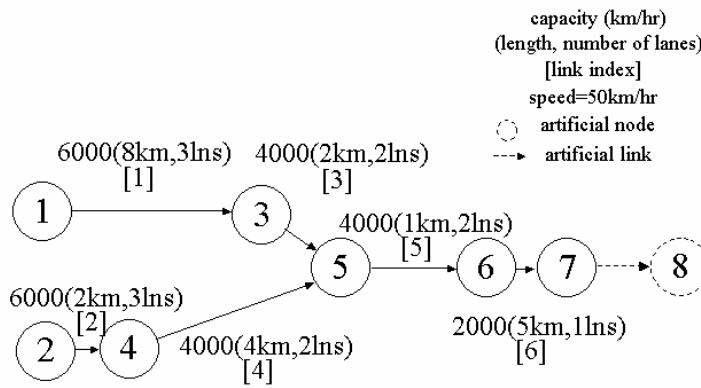 capacity (km/hr)
(length, number of lanes)
[link index]
speed=50km/hr
artificial node
artificial link
6000(8km,3lns)
[1]
4000(2km,2lns)
[3]
1
3
4000(1km,2lns)
[5]
5
6
7
8
6000(2km,3lns)
[2]
2
4
4000(4km,2lns)
[4]
2000(5km,1lns)
[6]